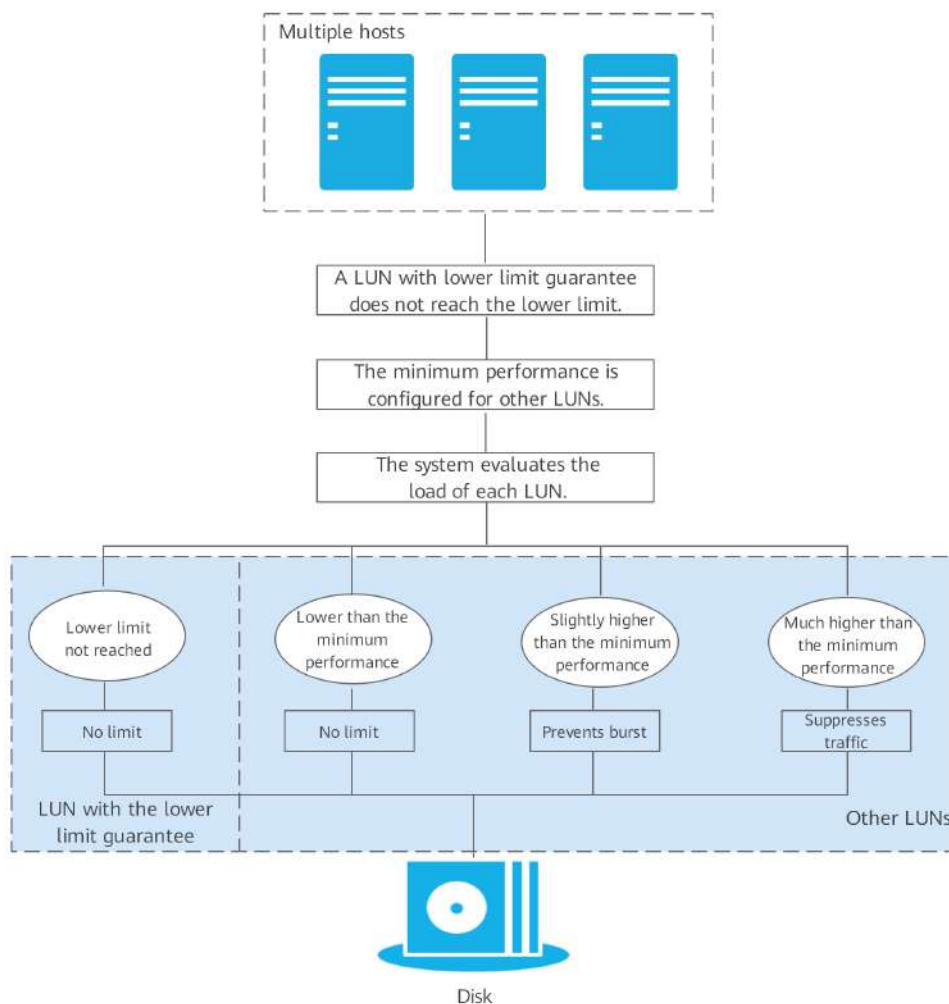 Multiple hosts
A LUN with lower limit guarantee
does not reach the lower limit.
The minimum performance is
configured for other LUNs.
The system evaluates the
load of each LUN.
Lower limit
not reached
Lower than the
minimum
performance
Slightly higher
than the minimum
performance
Much higher than
the minimum
performance
No limit
No limit
Prevents burst
Suppresses
traffic
LUN with the lower
limit guarantee
Other LUNs
Disk